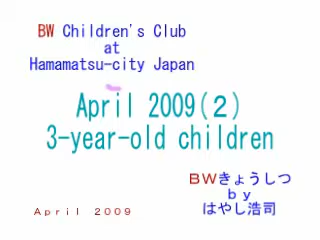 BW Children's Club
at
Hamamatsu-city Japan
April 2009(２)
3-year-old children
ＢＷきょうしつ
ｂｙ
はやし浩司
Ａｐｒｉｌ　２００９